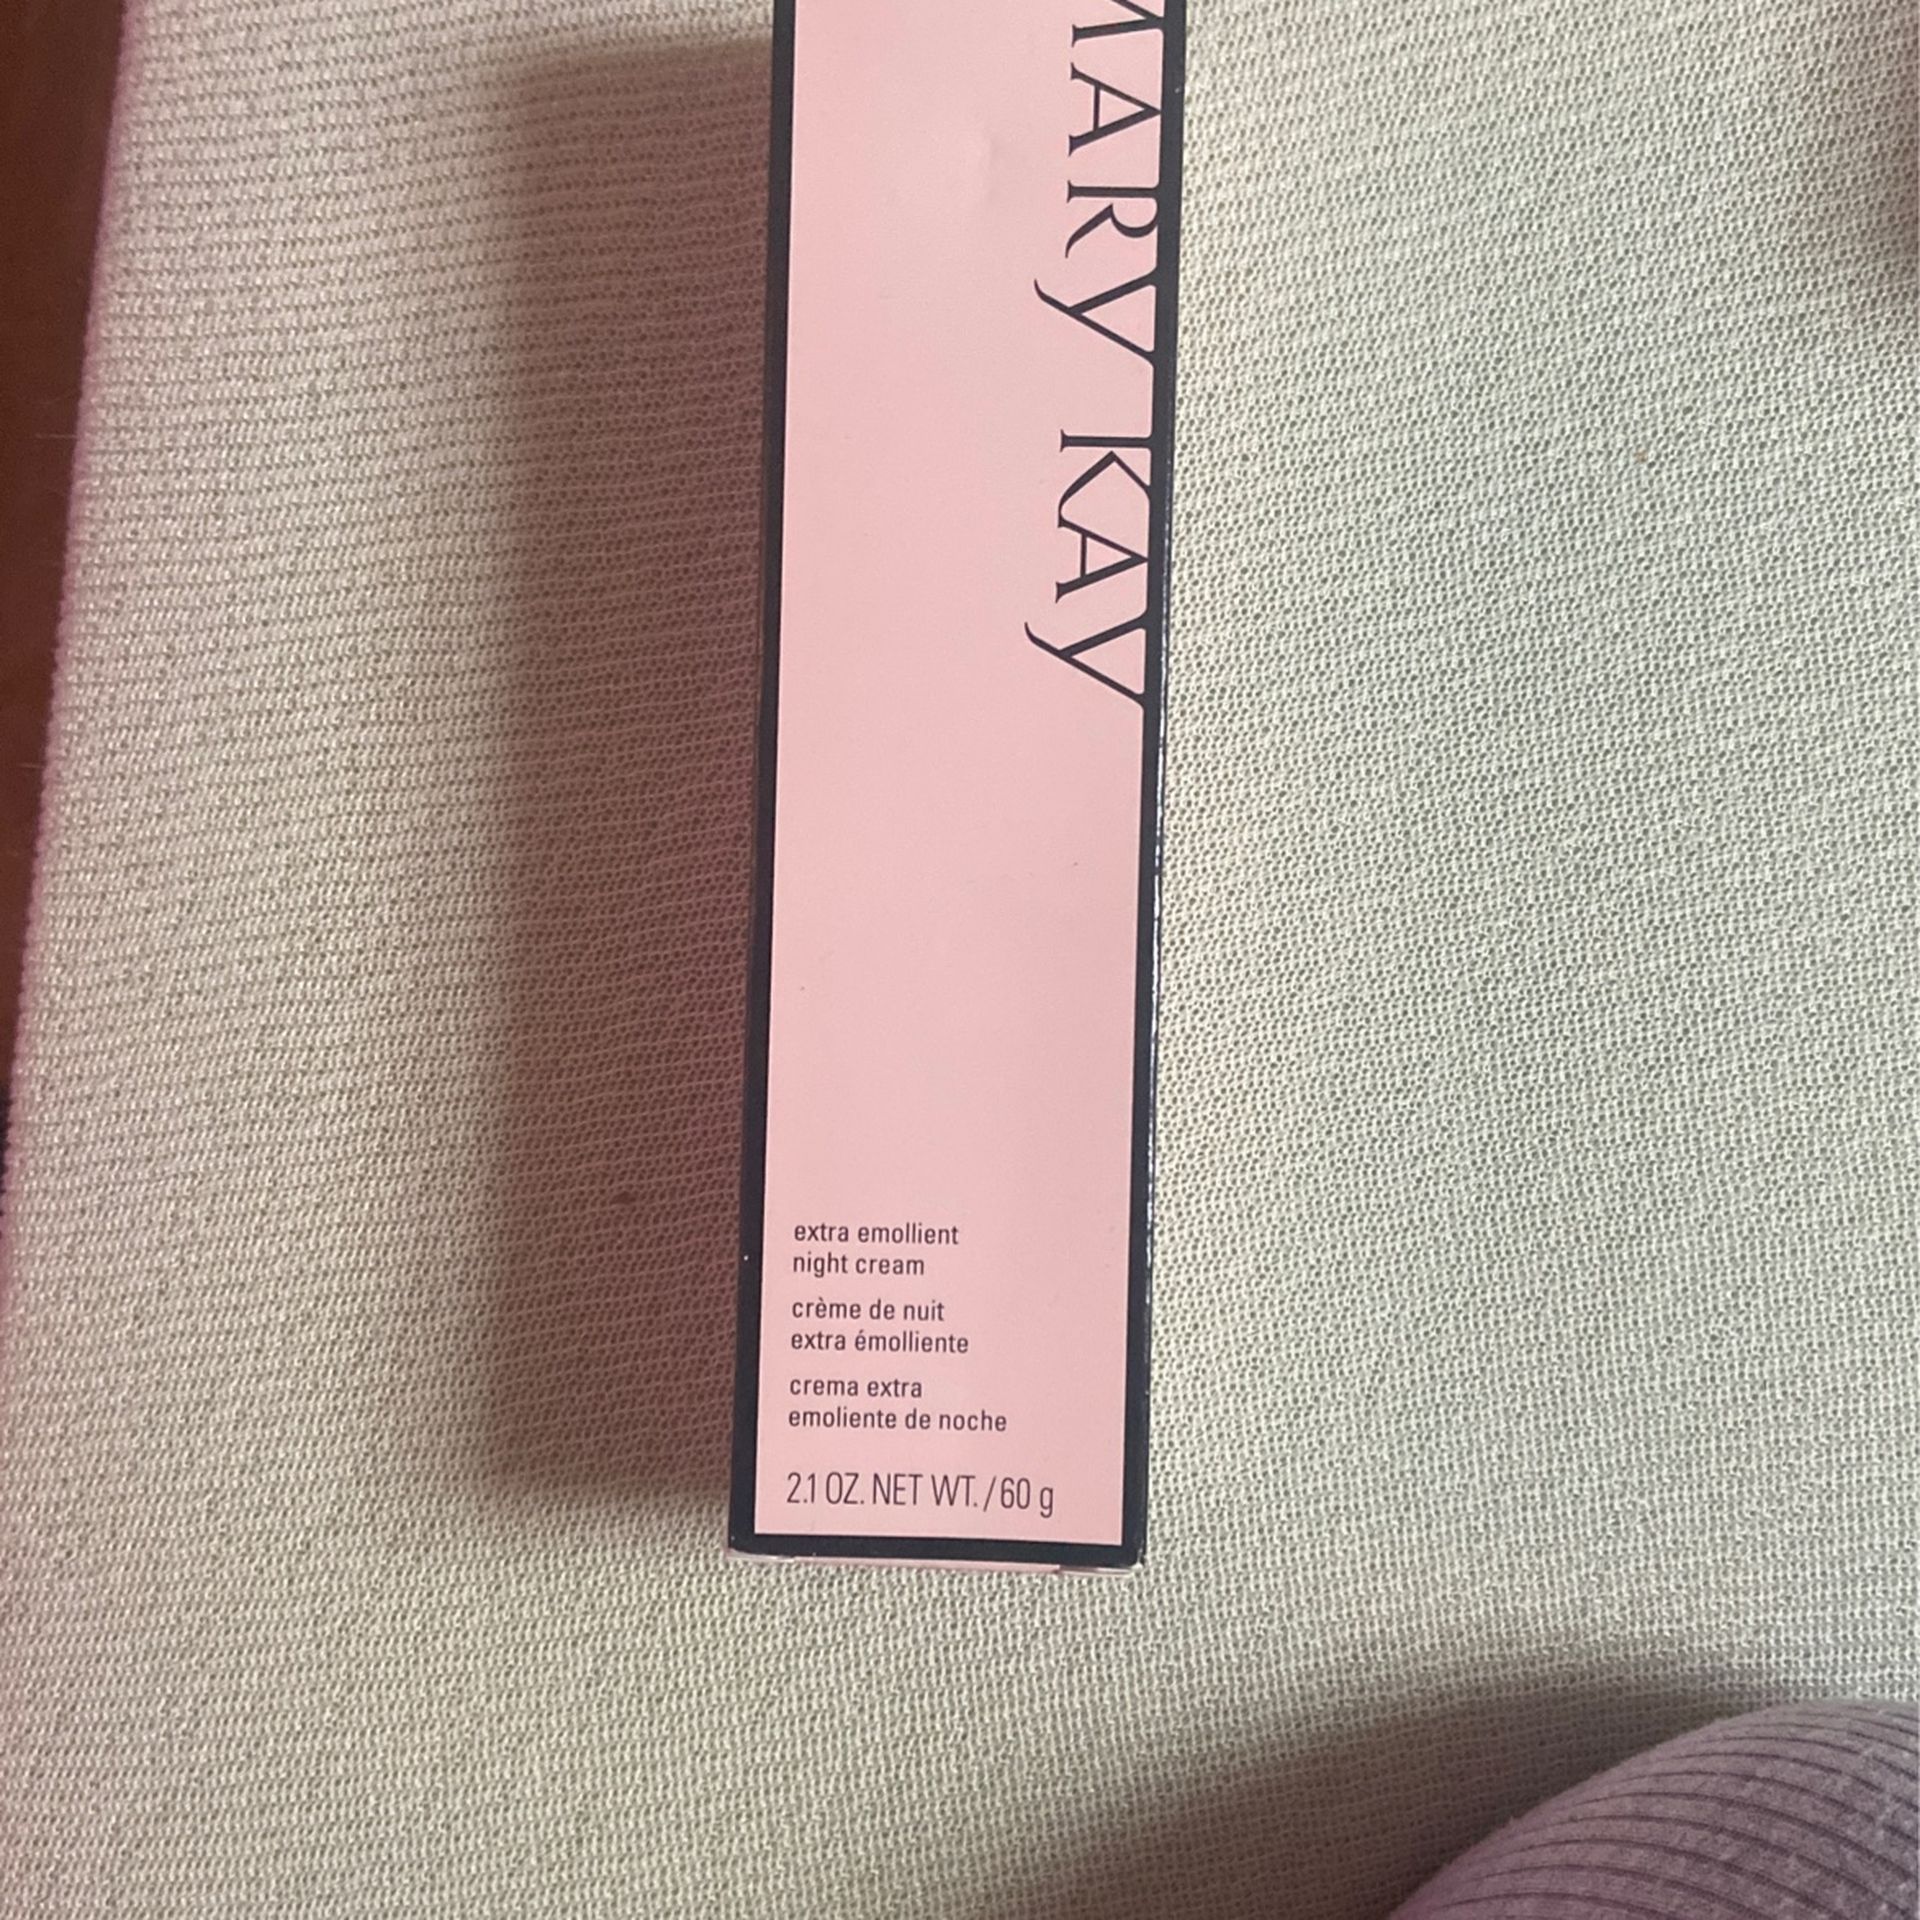 MARY KAY
extra emollient
night cream
crème de nuit
extra émolliente
crema extra
emoliente de noche
2.1 OZ. NET WT. / 60 g